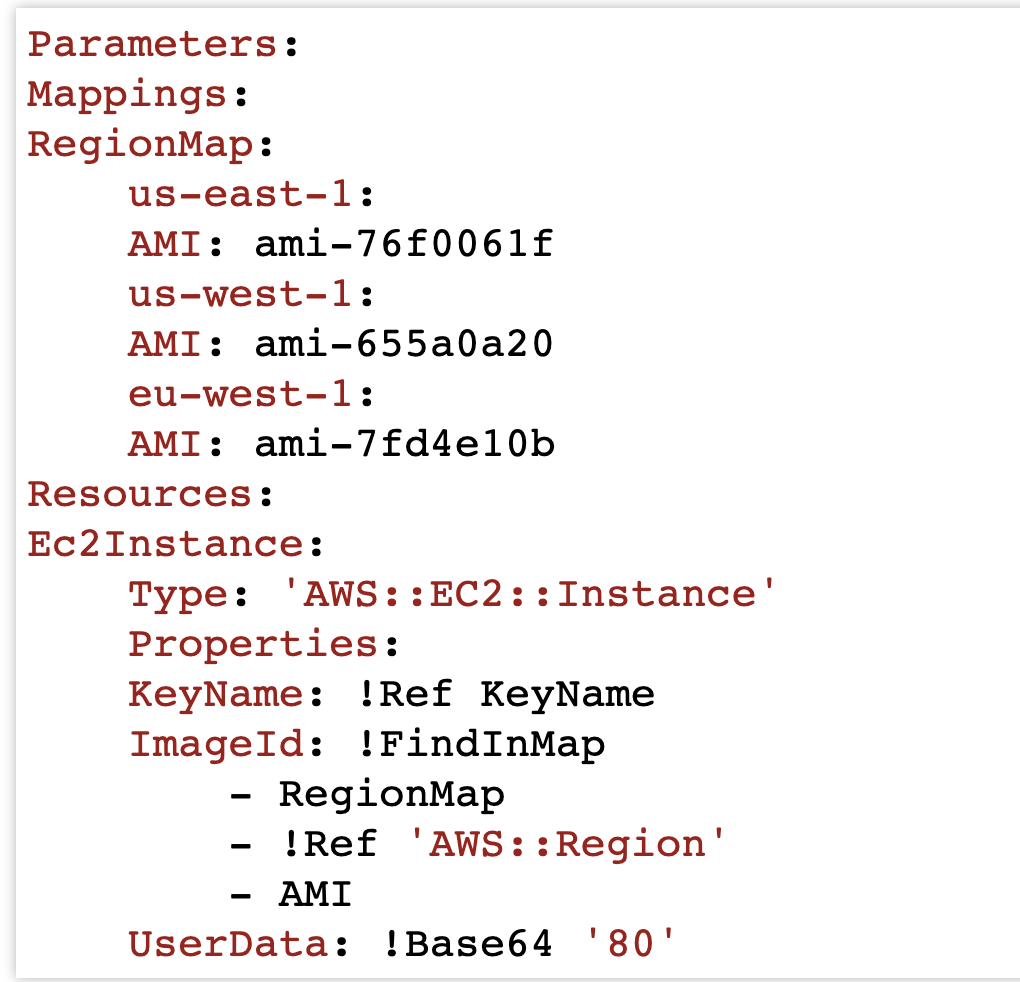 Parameters:
Mappings:
RegionMap:
us-east-1:
AMI: ami-76f0061f
us-west-1:
AMI: ami-655a0a20
eu-west-1:
AMI: ami-7fd4e10b
Resources:
Ec2Instance:
Type: 'AWS::EC2::Instance'
Properties:
KeyName: !Ref KeyName
ImageId: !FindInMap
- RegionMap
- !Ref 'AWS::Region'
- AMI
UserData: !Base64 '80'